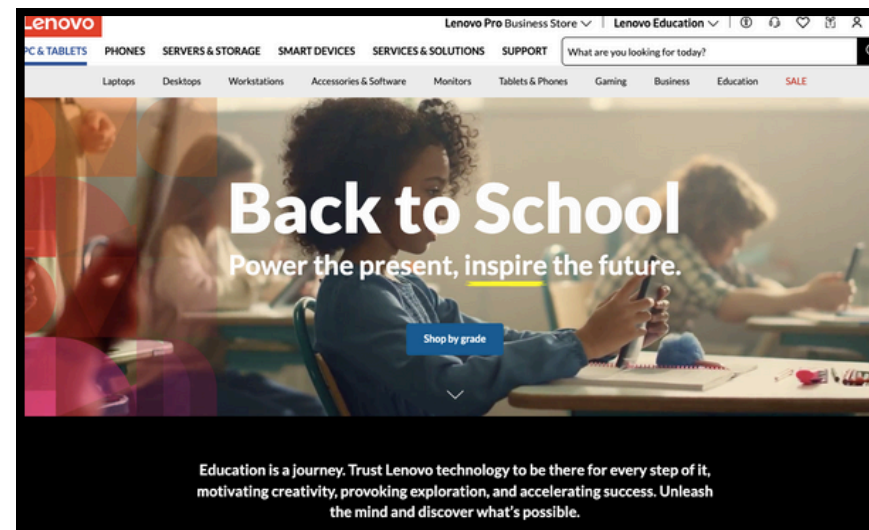 Lenovo
Lenovo Pro Business Store Lenovo Education
PC & TABLETS PHONES SERVERS & STORAGE SMART DEVICES SERVICES & SOLUTIONS SUPPORT What are you looking for today?
Laptops Desktops Workstations Accessories & Software Monitors Tablets & Phones Gaming Business Education SALE
Back to School
Power the present, inspire the future.
Shop by grade
Education is a journey. Trust Lenovo technology to be there for every step of it,
motivating creativity, provoking exploration, and accelerating success. Unleash
the mind and discover what's possible.